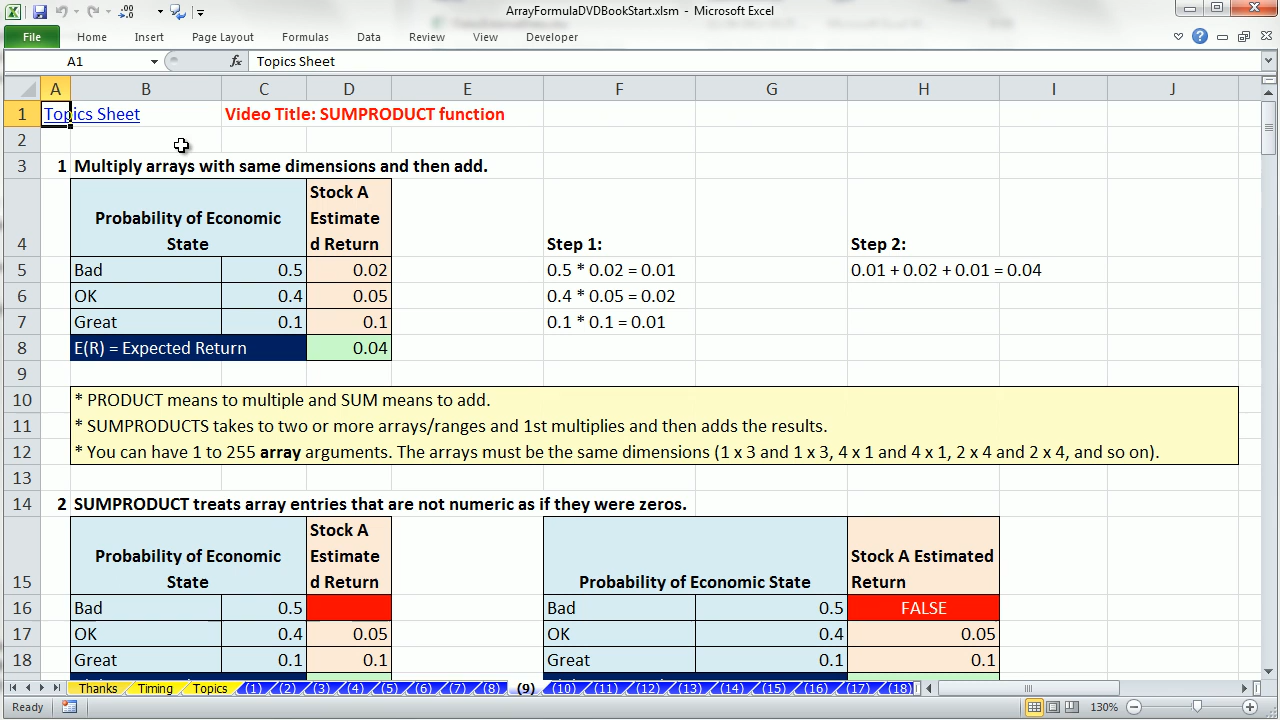 ArrayFormulaDVDBookStart.xlsm - Microsoft Excel
File Home Insert Page Layout Formulas Data Review View Developer
A1 fx Topics Sheet
A B C D E F G H I J
1 Topics Sheet Video Title: SUMPRODUCT function
2
3 1 Multiply arrays with same dimensions and then add.
Stock A
Probability of Economic Estimate
4 State d Return Step 1: Step 2:
5 Bad 0.5 0.02 0.5 * 0.02 = 0.01 0.01 + 0.02 + 0.01 = 0.04
6 OK 0.4 0.05 0.4 * 0.05 = 0.02
7 Great 0.1 0.1 0.1 * 0.1 = 0.01
8 E(R) = Expected Return 0.04
9
10 * PRODUCT means to multiple and SUM means to add.
11 * SUMPRODUCTS takes to two or more arrays/ranges and 1st multiplies and then adds the results.
12 * You can have 1 to 255 array arguments. The arrays must be the same dimensions (1 x 3 and 1 x 3, 4 x 1 and 4 x 1, 2 x 4 and 2 x 4, and so on).
13
14 2 SUMPRODUCT treats array entries that are not numeric as if they were zeros.
Stock A
Probability of Economic Estimate Stock A Estimated
15 State d Return Probability of Economic State Return
16 Bad 0.5 Bad 0.5 FALSE
17 OK 0.4 0.05 OK 0.4 0.05
18 Great 0.1 0.1 Great 0.1 0.1
Thanks Timing Topics (1) (2) (3) (4) (5) (6) (7) (8) (9) (10) (11) (12) (13) (14) (15) (16) (17) (18)
Ready 130%